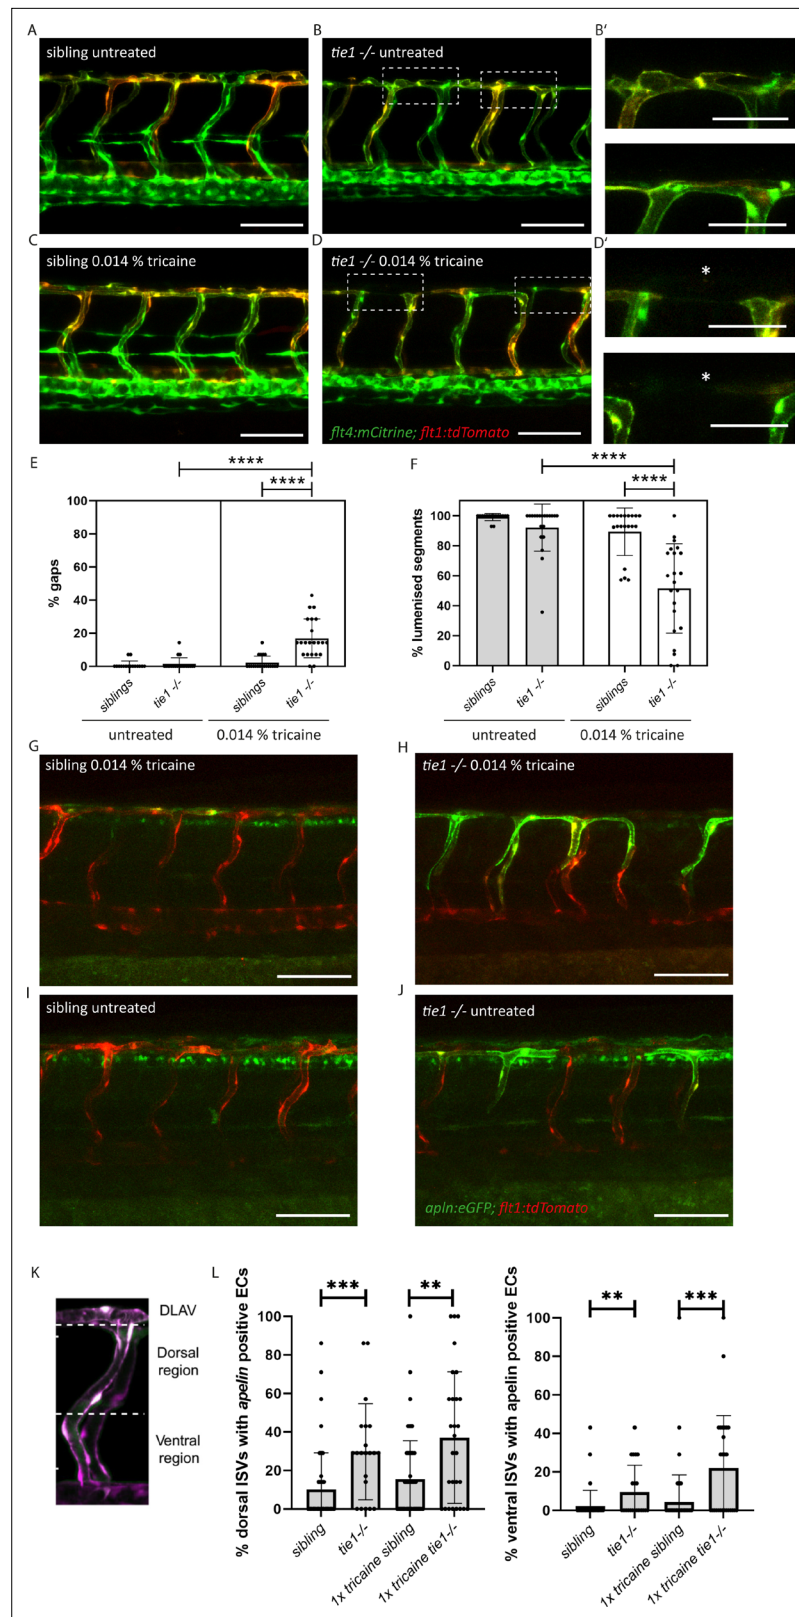 A
sibling untreated
B
tie1 -/- untreated
B'
C
sibling 0.014 % tricaine
D
tie1 -/- 0.014 % tricaine
flt4:mCitrine; flt1:tdTomato
D'
*
*
E
****
****
% gaps
100
80
60
40
20
0
siblings
tie1 -/-
siblings
tie1 -/-
untreated
0.014 % tricaine
F
****
****
% lumenised segments
100
80
60
40
20
0
siblings
tie1 -/-
siblings
tie1 -/-
untreated
0.014 % tricaine
G
sibling 0.014 % tricaine
H
tie1 -/- 0.014 % tricaine
I
sibling untreated
J
tie1 -/- untreated
apln:eGFP; flt1:tdTomato
K
DLAV
Dorsal
region
Ventral
region
L
% dorsal ISVs with apelin positive ECs
***
**
100
80
60
40
20
0
sibling
tie1-/-
1x tricaine sibling
1x tricaine tie1-/-
% ventral ISVs with apelin positive ECs
**
***
100
80
60
40
20
0
sibling
tie1-/-
1x tricaine sibling
1x tricaine tie1-/-